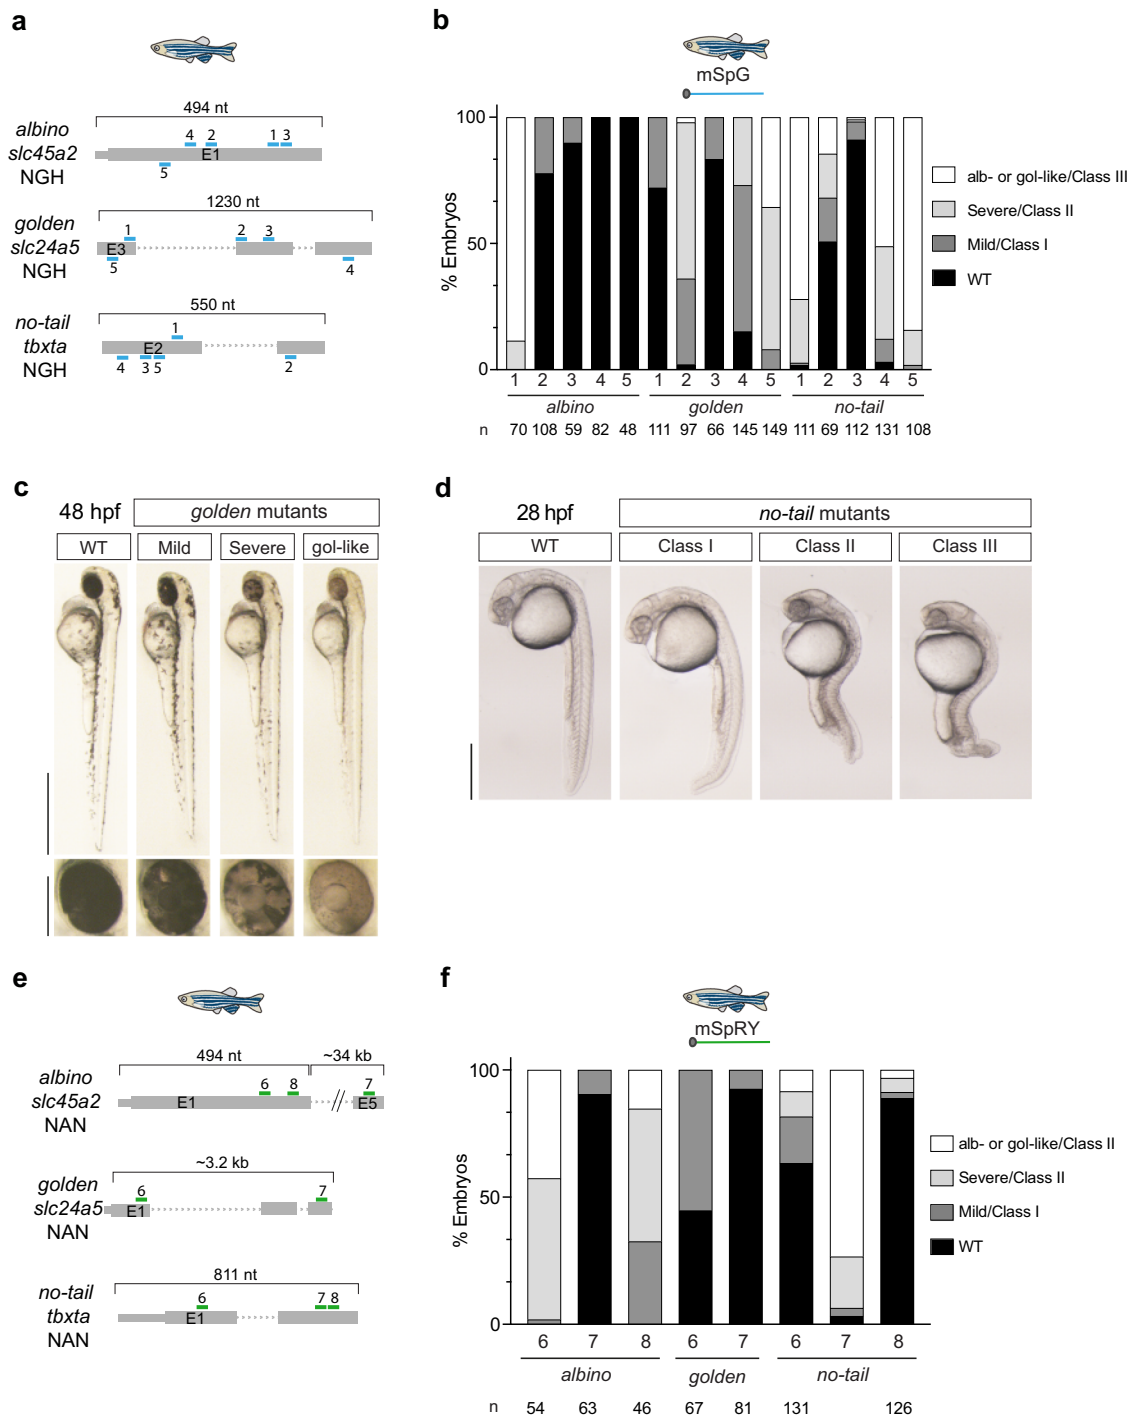 a
494 nt
albino
slc45a2
NGH
4 2 1 3
E1
5
1230 nt
golden
slc24a5
NGH
1 2 3
E3
5 4
550 nt
no-tail
tbxta
NGH
1
E2
4 3 5 2
b
mSpG
% Embryos
100
50
0
1 2 3 4 5 1 2 3 4 5 1 2 3 4 5
albino golden no-tail
n 70 108 59 82 48 111 97 66 145 149 111 69 112 131 108
alb- or gol-like/Class III
Severe/Class II
Mild/Class I
WT
c
48 hpf
golden mutants
WT Mild Severe gol-like
d
28 hpf
no-tail mutants
WT Class I Class II Class III
e
494 nt ~34 kb
albino
slc45a2
NAN
6 8 7
E1 E5
~3.2 kb
golden
slc24a5
NAN
6 7
E1
811 nt
no-tail
tbxta
NAN
6 7 8
E1
f
mSpRY
% Embryos
100
50
0
6 7 8 6 7 6 7 8
albino golden no-tail
n 54 63 46 67 81 131 126
alb- or gol-like/Class II
Severe/Class II
Mild/Class I
WT